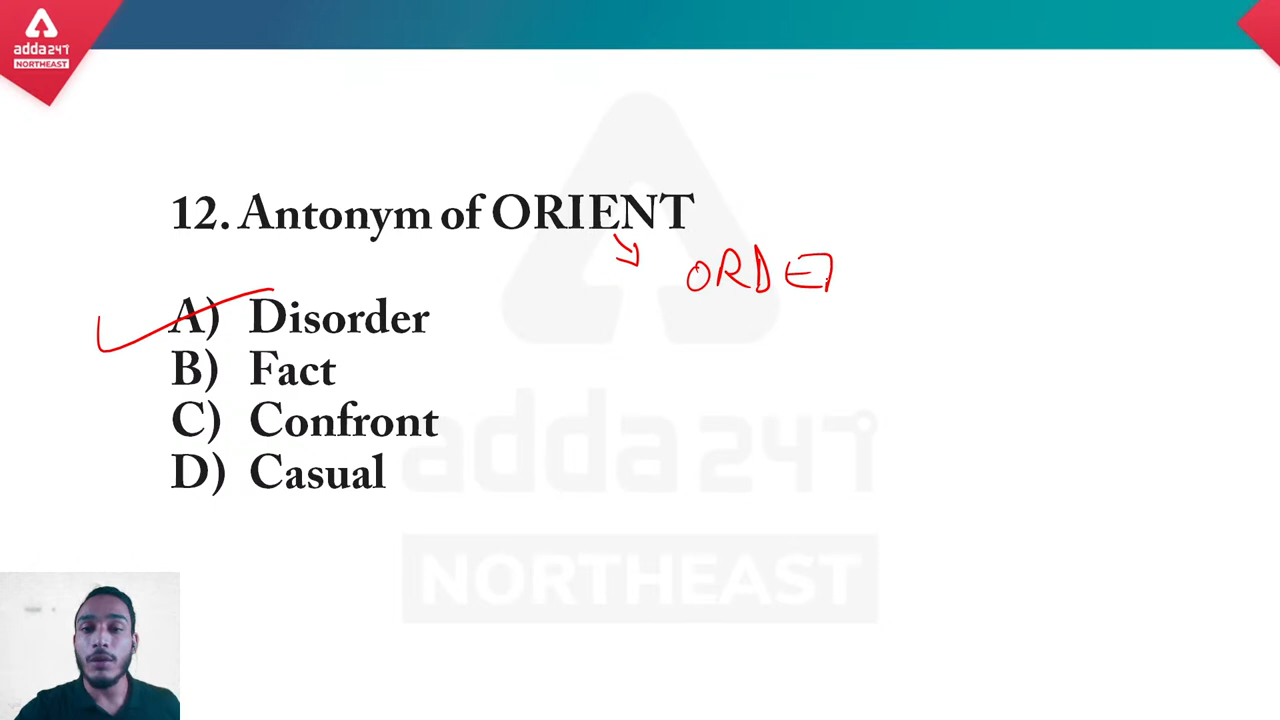 adda247
NORTHEAST
12. Antonym of ORIENT
ORDER
A) Disorder
B) Fact
C) Confront
D) Casual
adda247
NORTHEAST